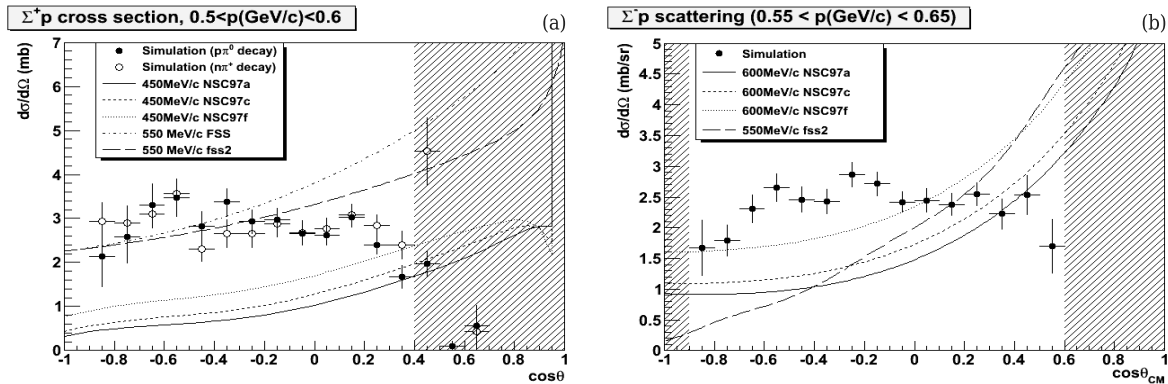 Σ⁺p cross section, 0.5<p(GeV/c)<0.6
(a)
dσ/dΩ (mb)
7
6
5
4
3
2
1
0
Simulation (pπ⁰ decay)
Simulation (nπ⁺ decay)
450MeV/c NSC97a
450MeV/c NSC97c
450MeV/c NSC97f
550 MeV/c FSS
550 MeV/c fss2
-1 -0.8 -0.6 -0.4 -0.2 0 0.2 0.4 0.6 0.8 1
cosθ
Σ⁻p scattering (0.55 < p(GeV/c) < 0.65)
(b)
dσ/dΩ (mb/sr)
5
4.5
4
3.5
3
2.5
2
1.5
1
0.5
0
Simulation
600MeV/c NSC97a
600MeV/c NSC97c
600MeV/c NSC97f
550MeV/c fss2
-1 -0.8 -0.6 -0.4 -0.2 0 0.2 0.4 0.6 0.8 1
cosθCM